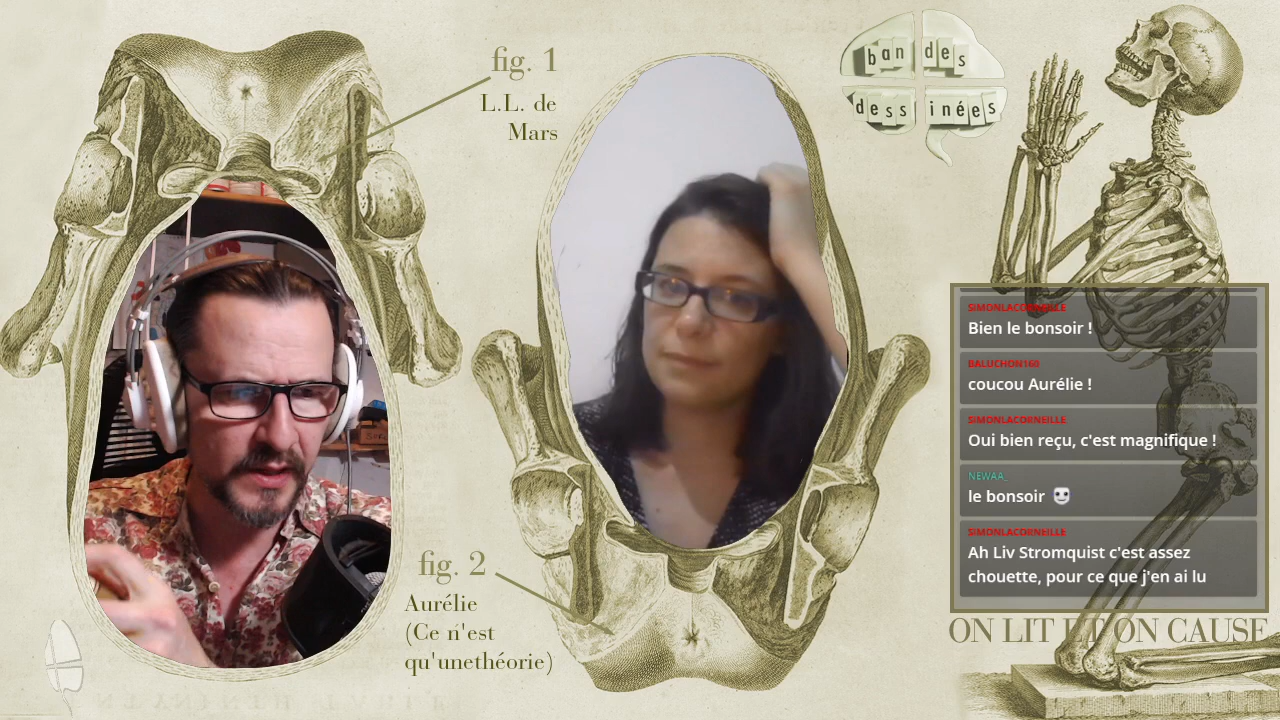 fig. 1
L.L. de
Mars
ban des
dess inées
SIMONLACORNEILLE
Bien le bonsoir !
BALUCHON160
coucou Aurélie !
SIMONLACORNEILLE
Oui bien reçu, c'est magnifique !
NEWAA_
le bonsoir
SIMONLACORNEILLE
Ah Liv Stromquist c'est assez
chouette, pour ce que j'en ai lu
fig. 2
Aurélie
(Ce n'est
qu'unethéorie)
ON LIT ET ON CAUSE